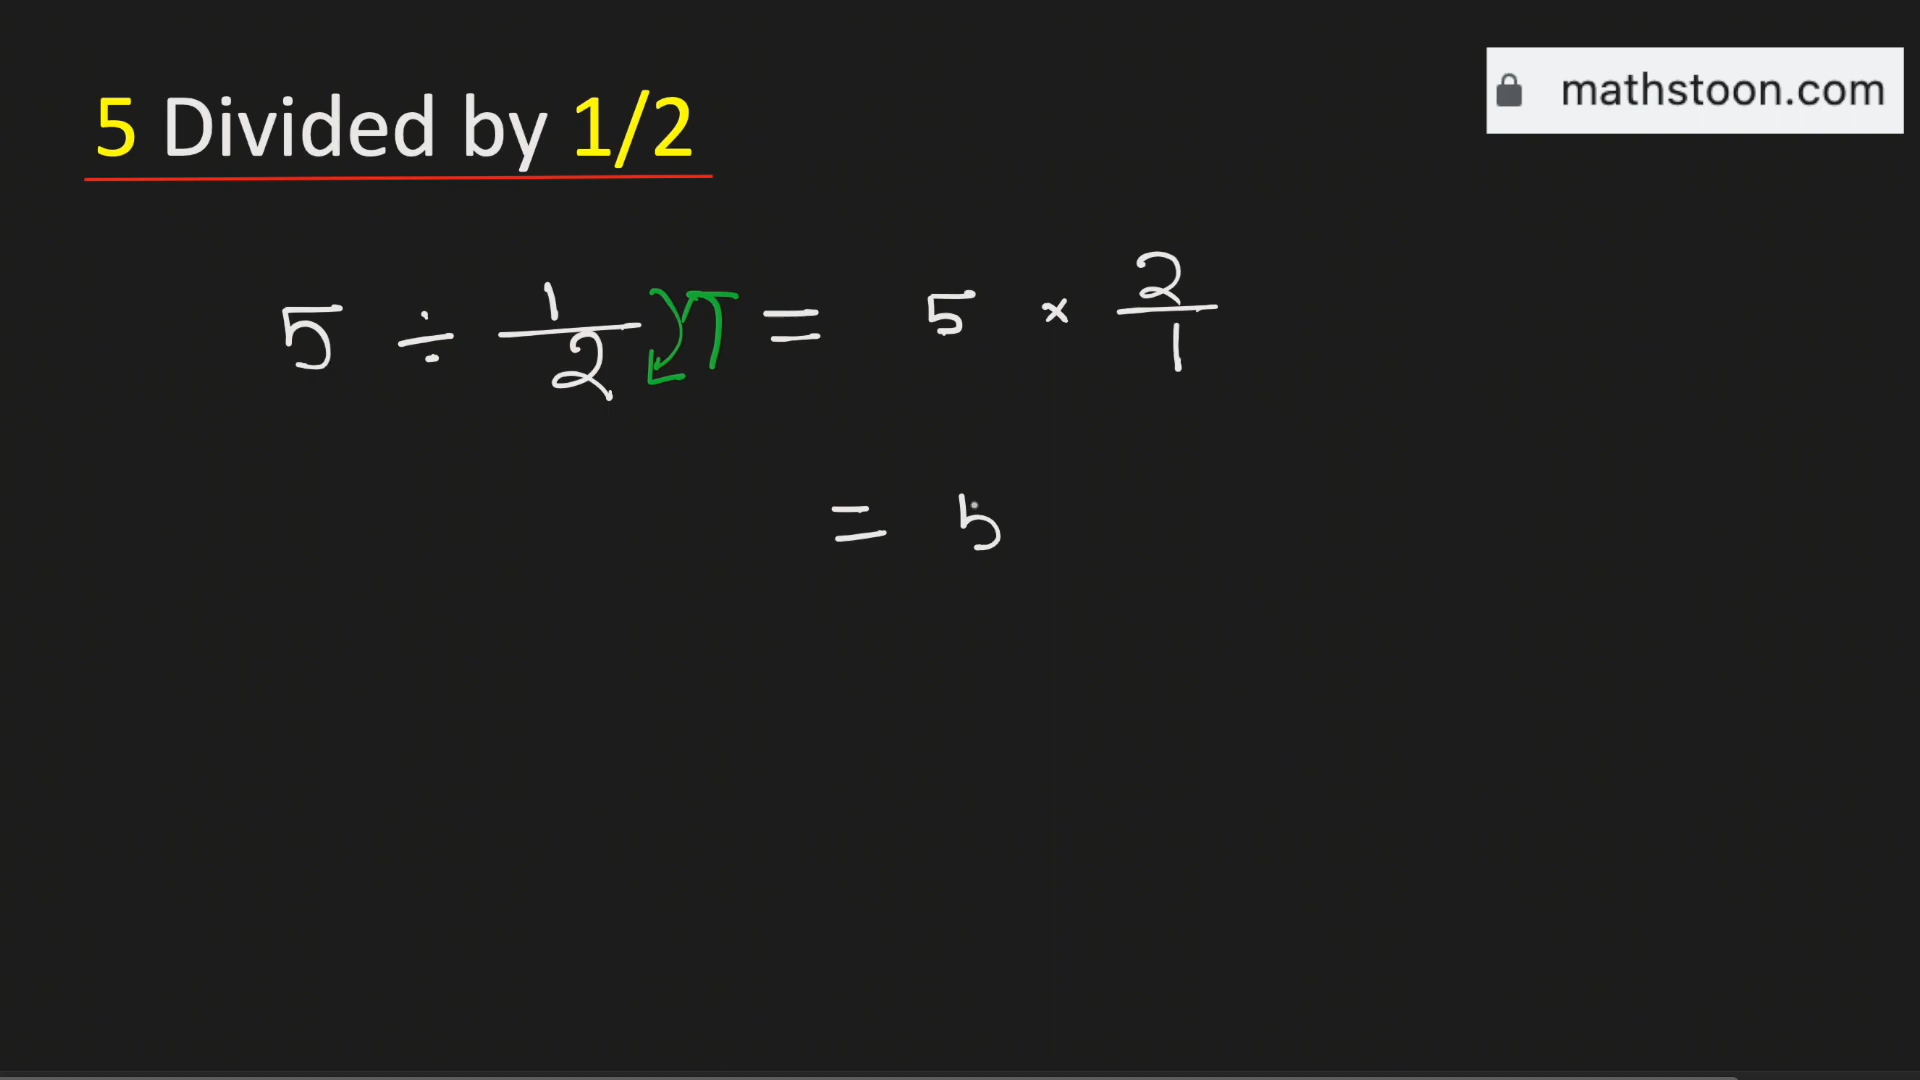 mathstoon.com
5 Divided by 1/2
5 ÷ 1/2 = 5 × 2/1
= 5